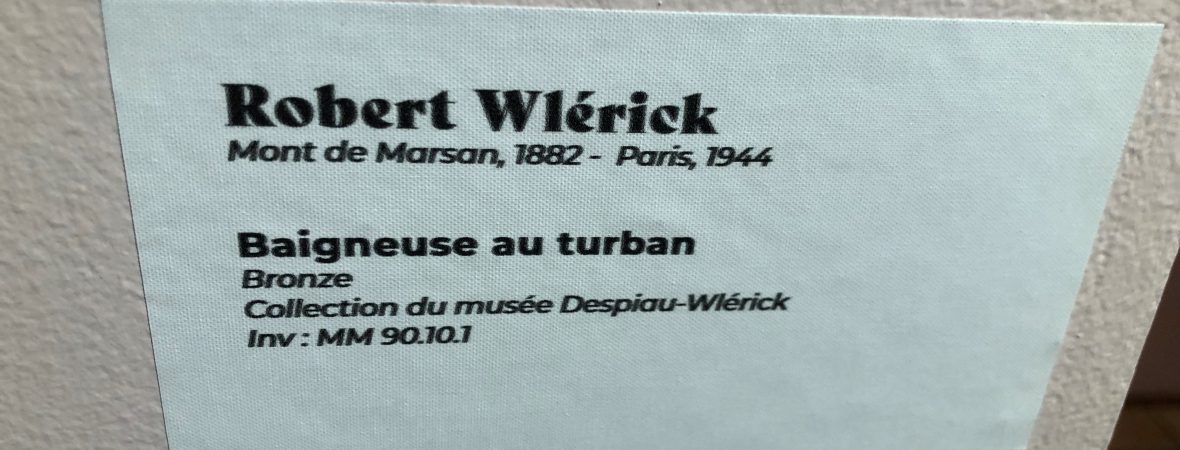 Robert Wlérick
Mont de Marsan, 1882 - Paris, 1944
Baigneuse au turban
Bronze
Collection du musée Despiau-Wlérick
Inv : MM 90.10.1